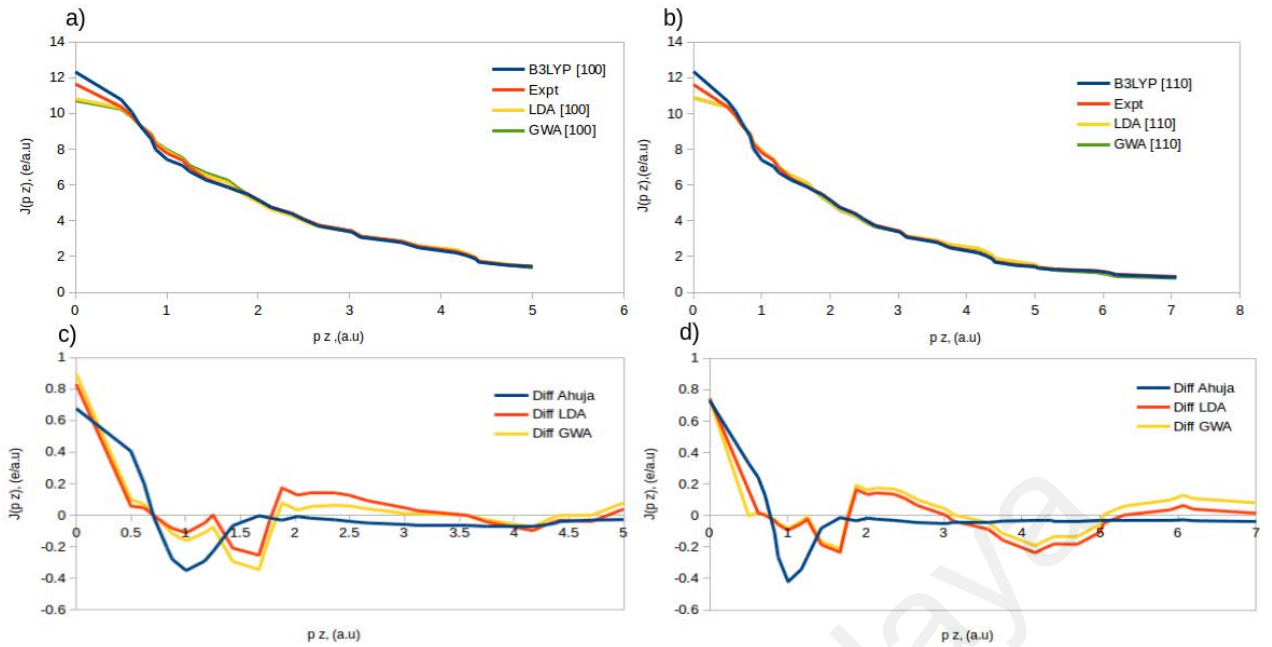 a)
14
12
10
8
6
4
2
0
J(p z), (e/a.u)
0 1 2 3 4 5 6
p z ,(a.u)
B3LYP [100]
Expt
LDA [100]
GWA [100]
b)
14
12
10
8
6
4
2
0
J(p z),(e/a.u)
0 1 2 3 4 5 6 7 8
p z, (a.u)
B3LYP [110]
Expt
LDA [110]
GWA [110]
c)
1
0.8
0.6
0.4
0.2
0
-0.2
-0.4
-0.6
J(p z), (e/a.u)
0 0.5 1 1.5 2 2.5 3 3.5 4 4.5 5
p z, (a.u)
Diff Ahuja
Diff LDA
Diff GWA
d)
1
0.8
0.6
0.4
0.2
0
-0.2
-0.4
-0.6
J(p z), (e/a.u)
0 1 2 3 4 5 6 7
p z, (a.u)
Diff Ahuja
Diff LDA
Diff GWA
laya